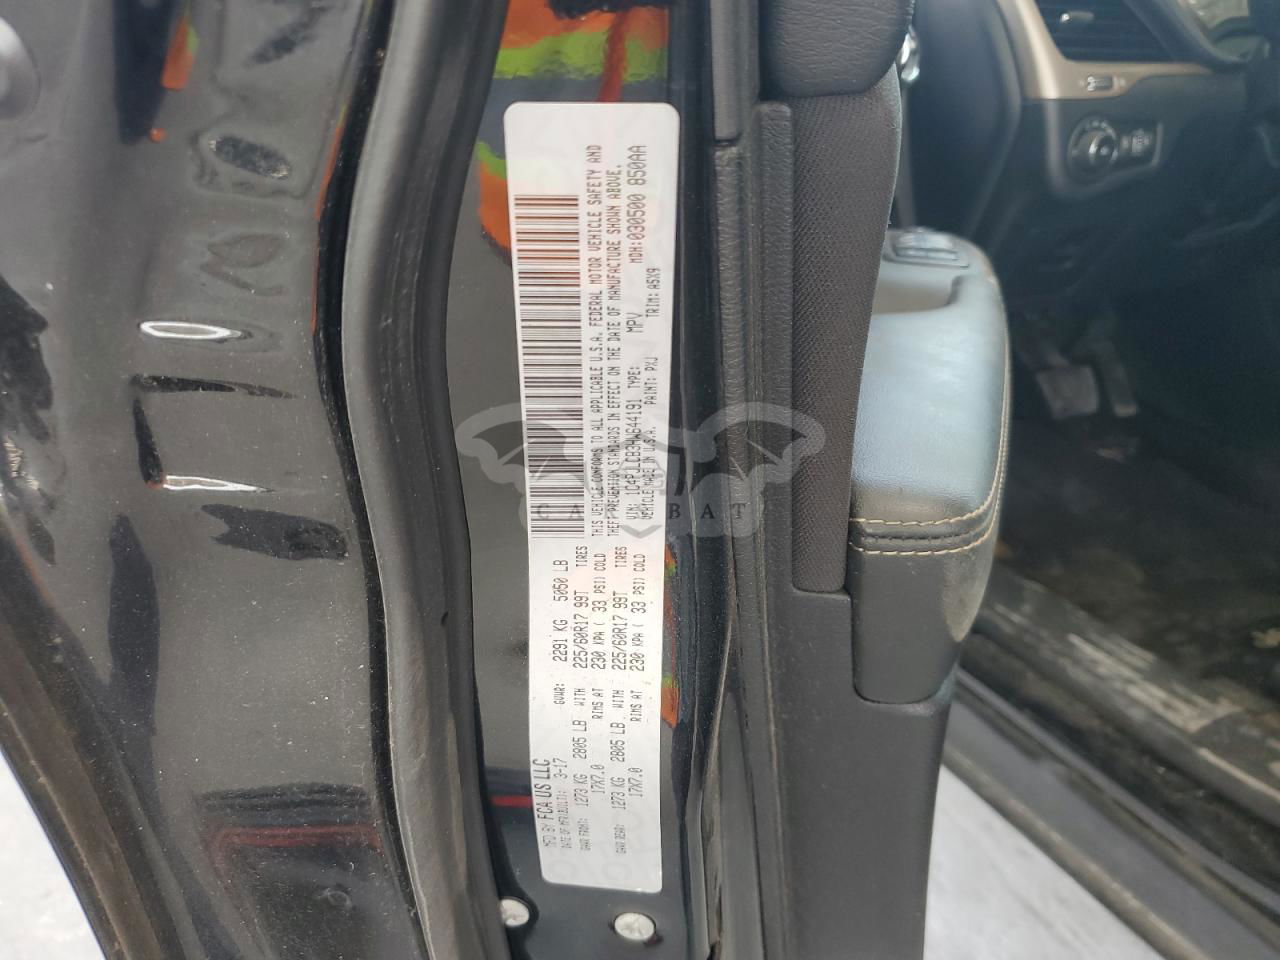 MFD BY FCA US LLC
DATE OF MFR(BUILT): 3-17 GVWR: 2291 KG 5050 LB
GAWR FRONT: 1273 KG 2805 LB WITH 225/60R17 99T TIRES
17X7.0 RIMS AT 230 KPA ( 33 PSI) COLD
GAWR REAR: 1273 KG 2805 LB WITH 225/60R17 99T TIRES
17X7.0 RIMS AT 230 KPA ( 33 PSI) COLD
THIS VEHICLE CONFORMS TO ALL APPLICABLE U.S.A. FEDERAL MOTOR VEHICLE SAFETY AND
THEFT PREVENTION STANDARDS IN EFFECT ON THE DATE OF MANUFACTURE SHOWN ABOVE.
VIN: 1C4PJLCB3HW644191 TYPE: MPV MDH:030500 850AA
VEHICLE MADE IN U.S.A. PAINT: PXJ TRIM: A5X9